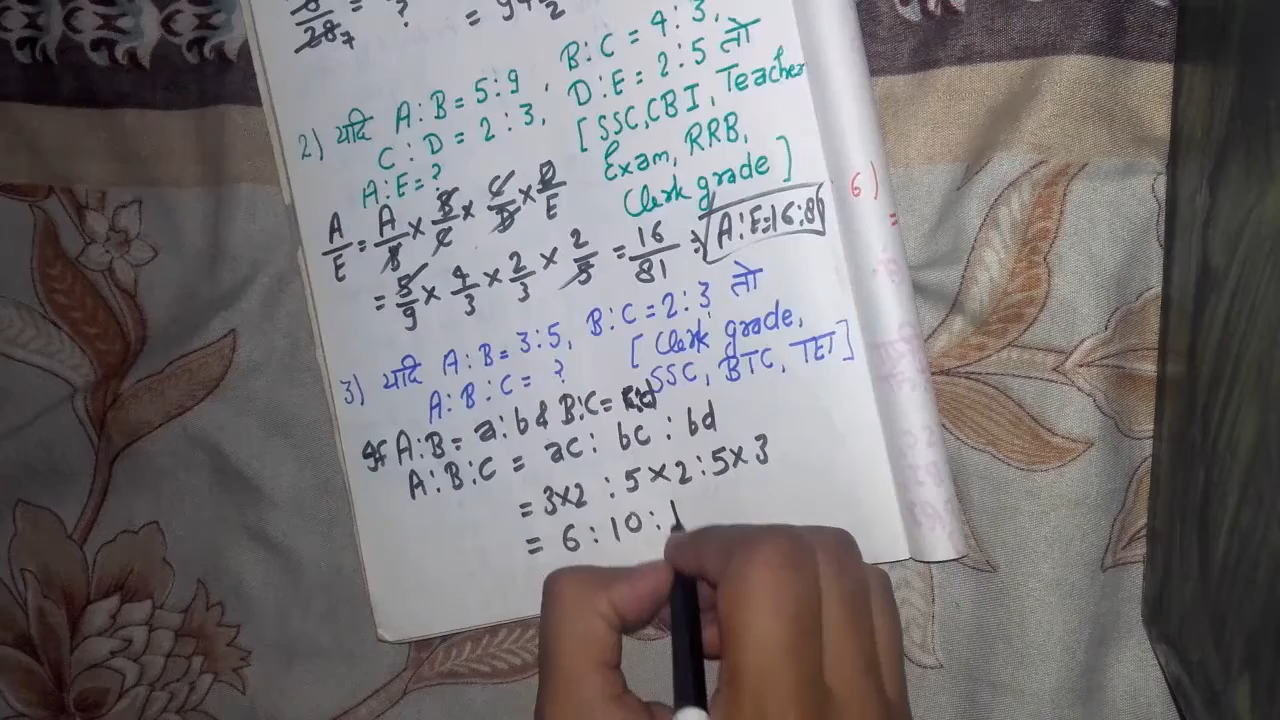 28₇ = ?
2) यदि A:B = 5:9, B:C = 4:3,
C:D = 2:3, D:E = 2:5 तो
A:E = ? [SSC, CBI, Teacher
Exam, RRB,
Clerk grade]
A/E = A/B × B/C × C/D × D/E
= 5/9 × 4/3 × 2/3 × 2/5 = 16/81 ⇒ A:E=16:81
3) यदि A:B = 3:5, B:C = 2:3 तो
A:B:C = ? [Clerk grade,
SSC, BTC, TET]
If A:B = a:b & B:C = c:d
A:B:C = ac : bc : bd
= 3×2 : 5×2 : 5×3
= 6 : 10 : 1
6)
=